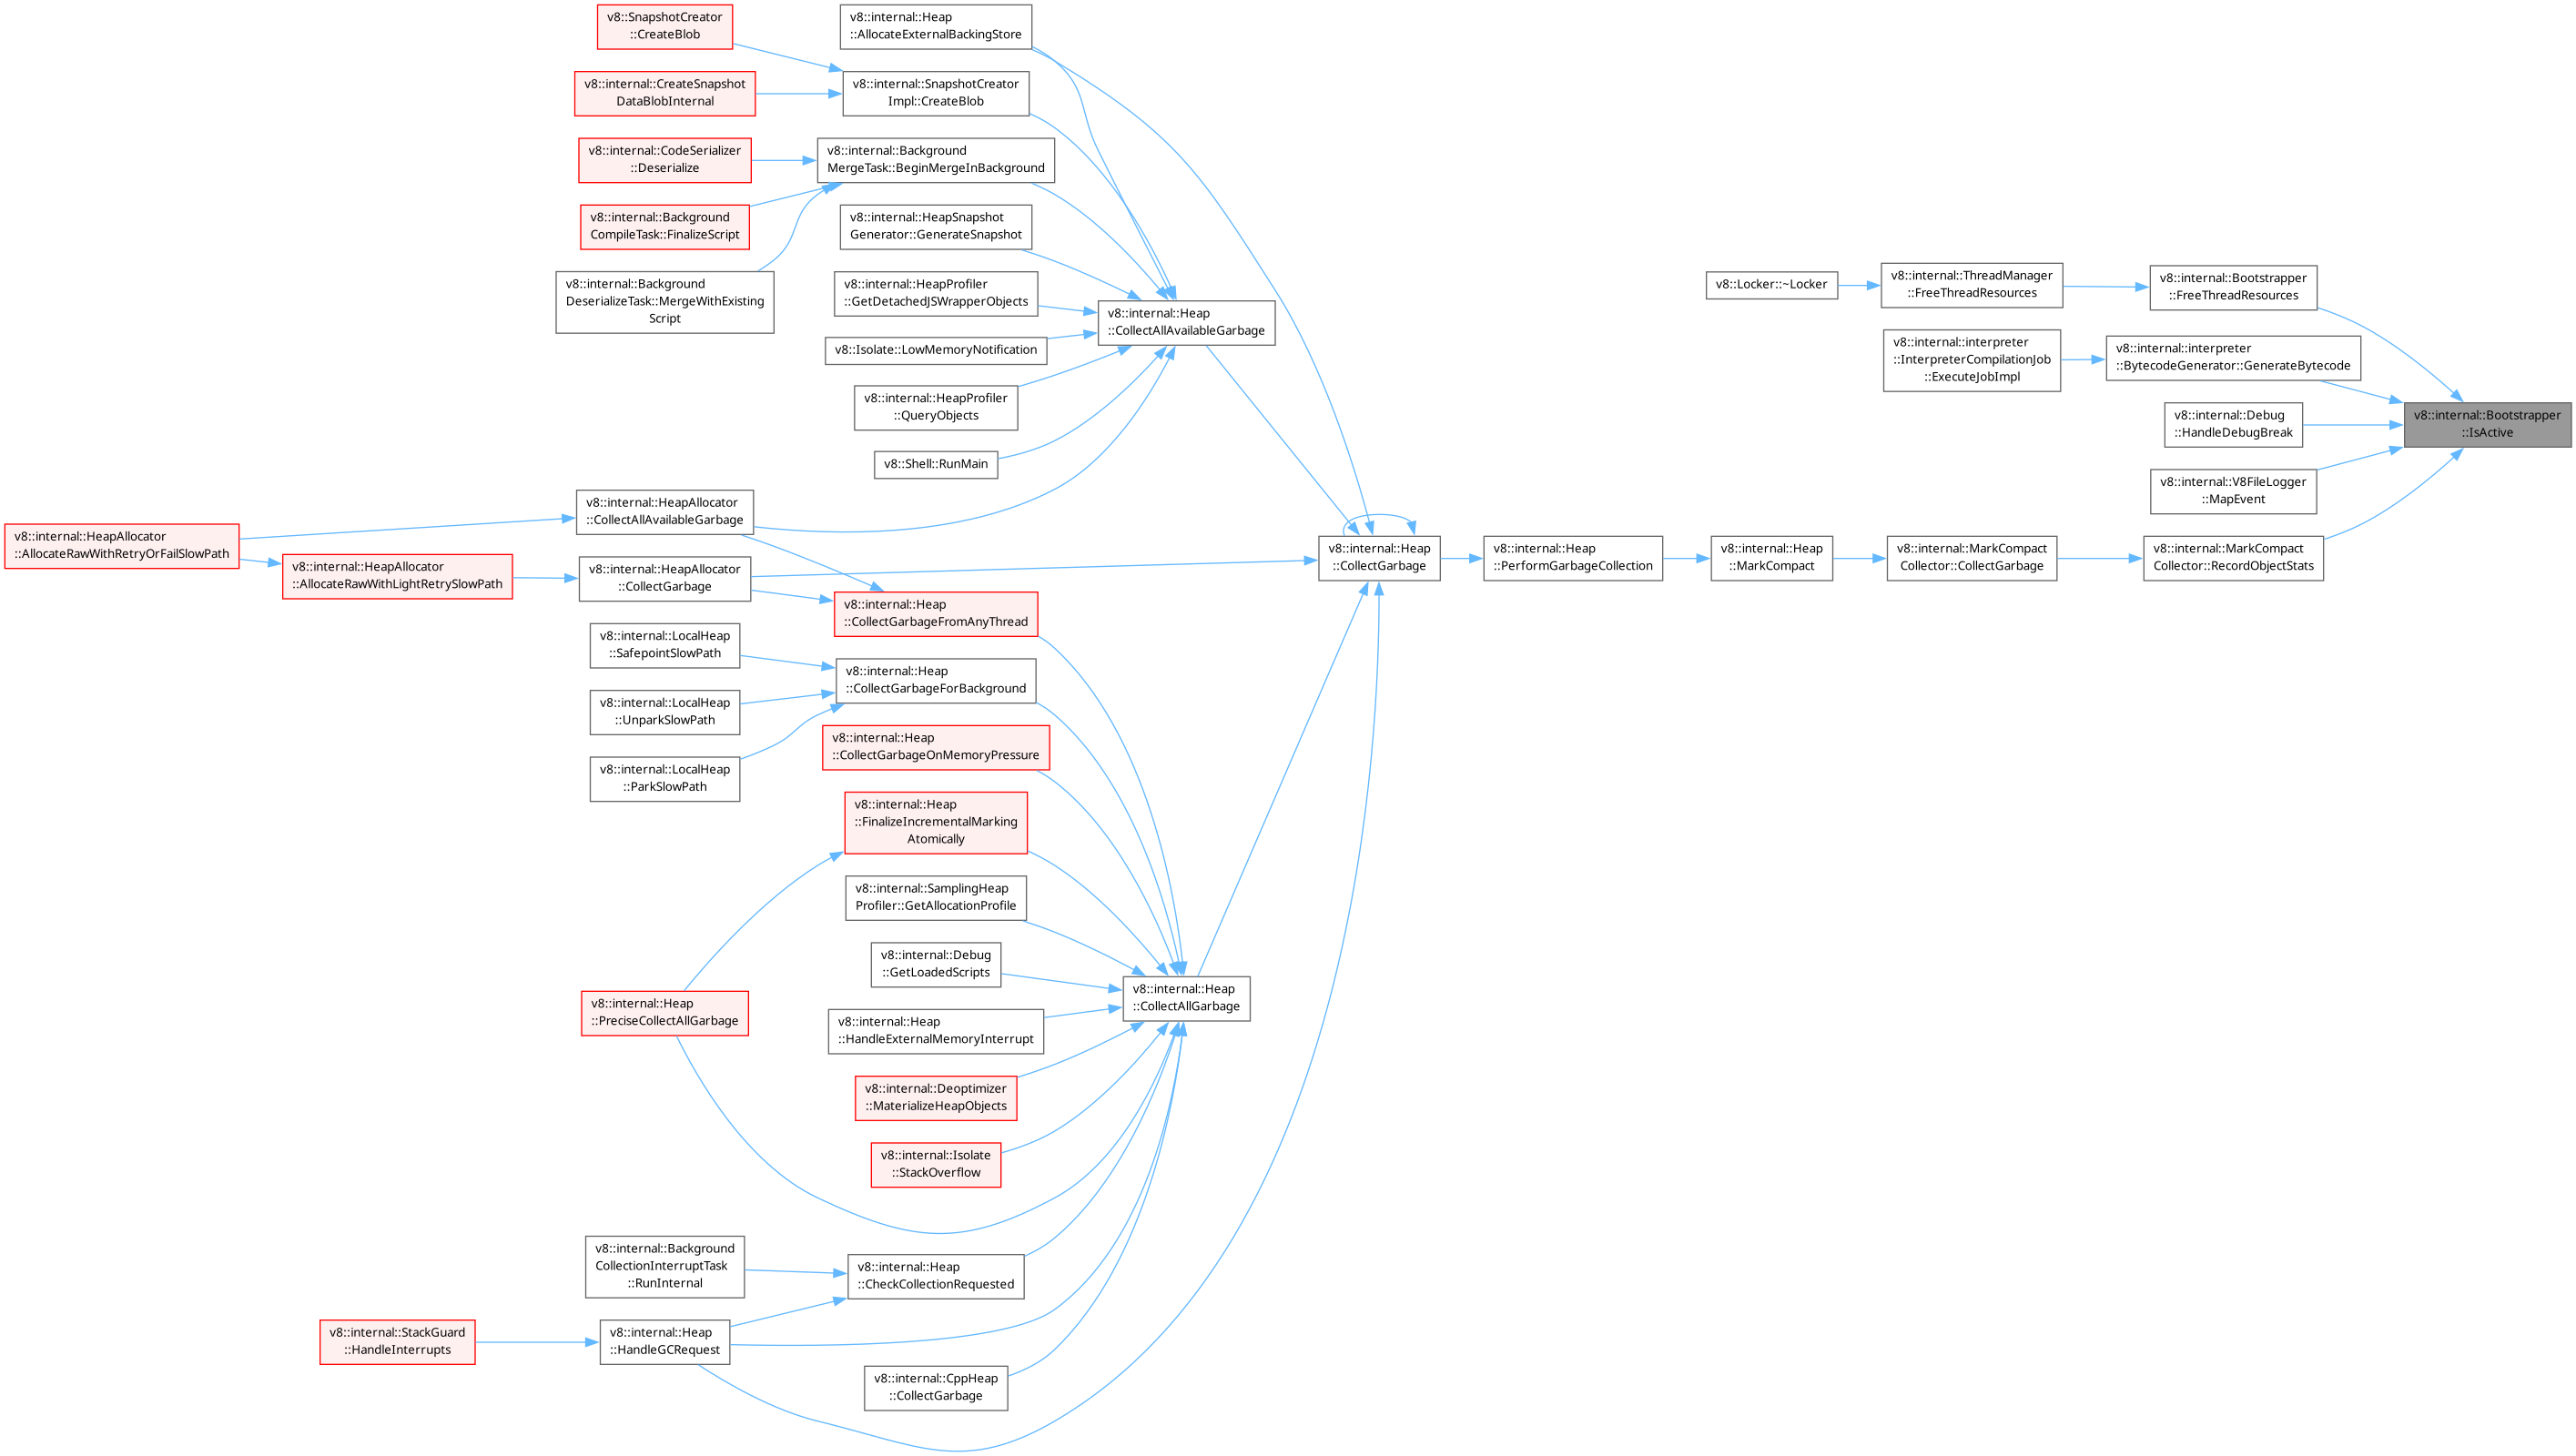 v8::SnapshotCreator
::CreateBlob
v8::internal::Heap
::AllocateExternalBackingStore
v8::internal::CreateSnapshot
DataBlobInternal
v8::internal::SnapshotCreator
Impl::CreateBlob
v8::internal::CodeSerializer
::Deserialize
v8::internal::Background
MergeTask::BeginMergeInBackground
v8::internal::Background
CompileTask::FinalizeScript
v8::internal::HeapSnapshot
Generator::GenerateSnapshot
v8::internal::Background
DeserializeTask::MergeWithExisting
Script
v8::internal::HeapProfiler
::GetDetachedJSWrapperObjects
v8::Locker::~Locker
v8::internal::ThreadManager
::FreeThreadResources
v8::internal::Bootstrapper
::FreeThreadResources
v8::internal::Heap
::CollectAllAvailableGarbage
v8::Isolate::LowMemoryNotification
v8::internal::interpreter
::InterpreterCompilationJob
::ExecuteJobImpl
v8::internal::interpreter
::BytecodeGenerator::GenerateBytecode
v8::internal::HeapProfiler
::QueryObjects
v8::internal::Debug
::HandleDebugBreak
v8::internal::Bootstrapper
::IsActive
v8::Shell::RunMain
v8::internal::V8FileLogger
::MapEvent
v8::internal::HeapAllocator
::CollectAllAvailableGarbage
v8::internal::HeapAllocator
::AllocateRawWithRetryOrFailSlowPath
v8::internal::HeapAllocator
::AllocateRawWithLightRetrySlowPath
v8::internal::HeapAllocator
::CollectGarbage
v8::internal::Heap
::CollectGarbage
v8::internal::Heap
::PerformGarbageCollection
v8::internal::Heap
::MarkCompact
v8::internal::MarkCompact
Collector::CollectGarbage
v8::internal::MarkCompact
Collector::RecordObjectStats
v8::internal::Heap
::CollectGarbageFromAnyThread
v8::internal::LocalHeap
::SafepointSlowPath
v8::internal::Heap
::CollectGarbageForBackground
v8::internal::LocalHeap
::UnparkSlowPath
v8::internal::Heap
::CollectGarbageOnMemoryPressure
v8::internal::LocalHeap
::ParkSlowPath
v8::internal::Heap
::FinalizeIncrementalMarking
Atomically
v8::internal::SamplingHeap
Profiler::GetAllocationProfile
v8::internal::Debug
::GetLoadedScripts
v8::internal::Heap
::PreciseCollectAllGarbage
v8::internal::Heap
::CollectAllGarbage
v8::internal::Heap
::HandleExternalMemoryInterrupt
v8::internal::Deoptimizer
::MaterializeHeapObjects
v8::internal::Isolate
::StackOverflow
v8::internal::Background
CollectionInterruptTask
::RunInternal
v8::internal::Heap
::CheckCollectionRequested
v8::internal::StackGuard
::HandleInterrupts
v8::internal::Heap
::HandleGCRequest
v8::internal::CppHeap
::CollectGarbage